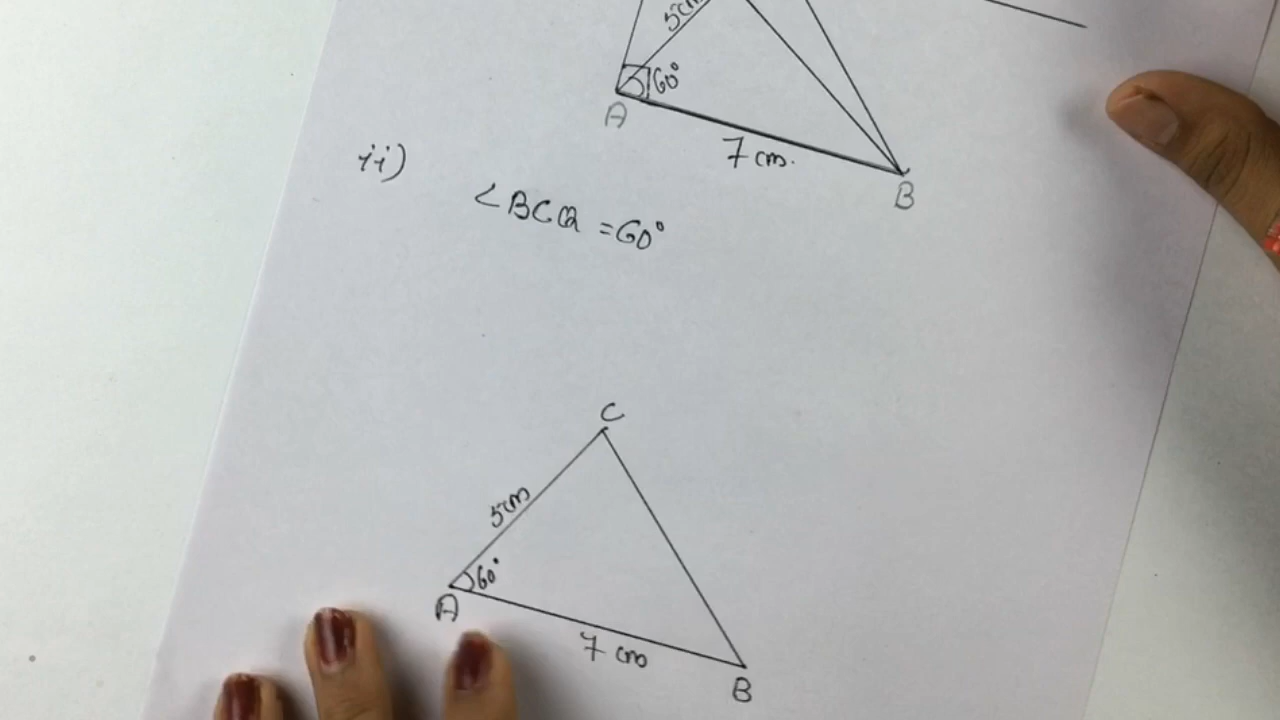 5cm
60°
A
7 cm.
B
ii)
∠BCQ = 60°
C
5cm
60°
A
7 cm
B